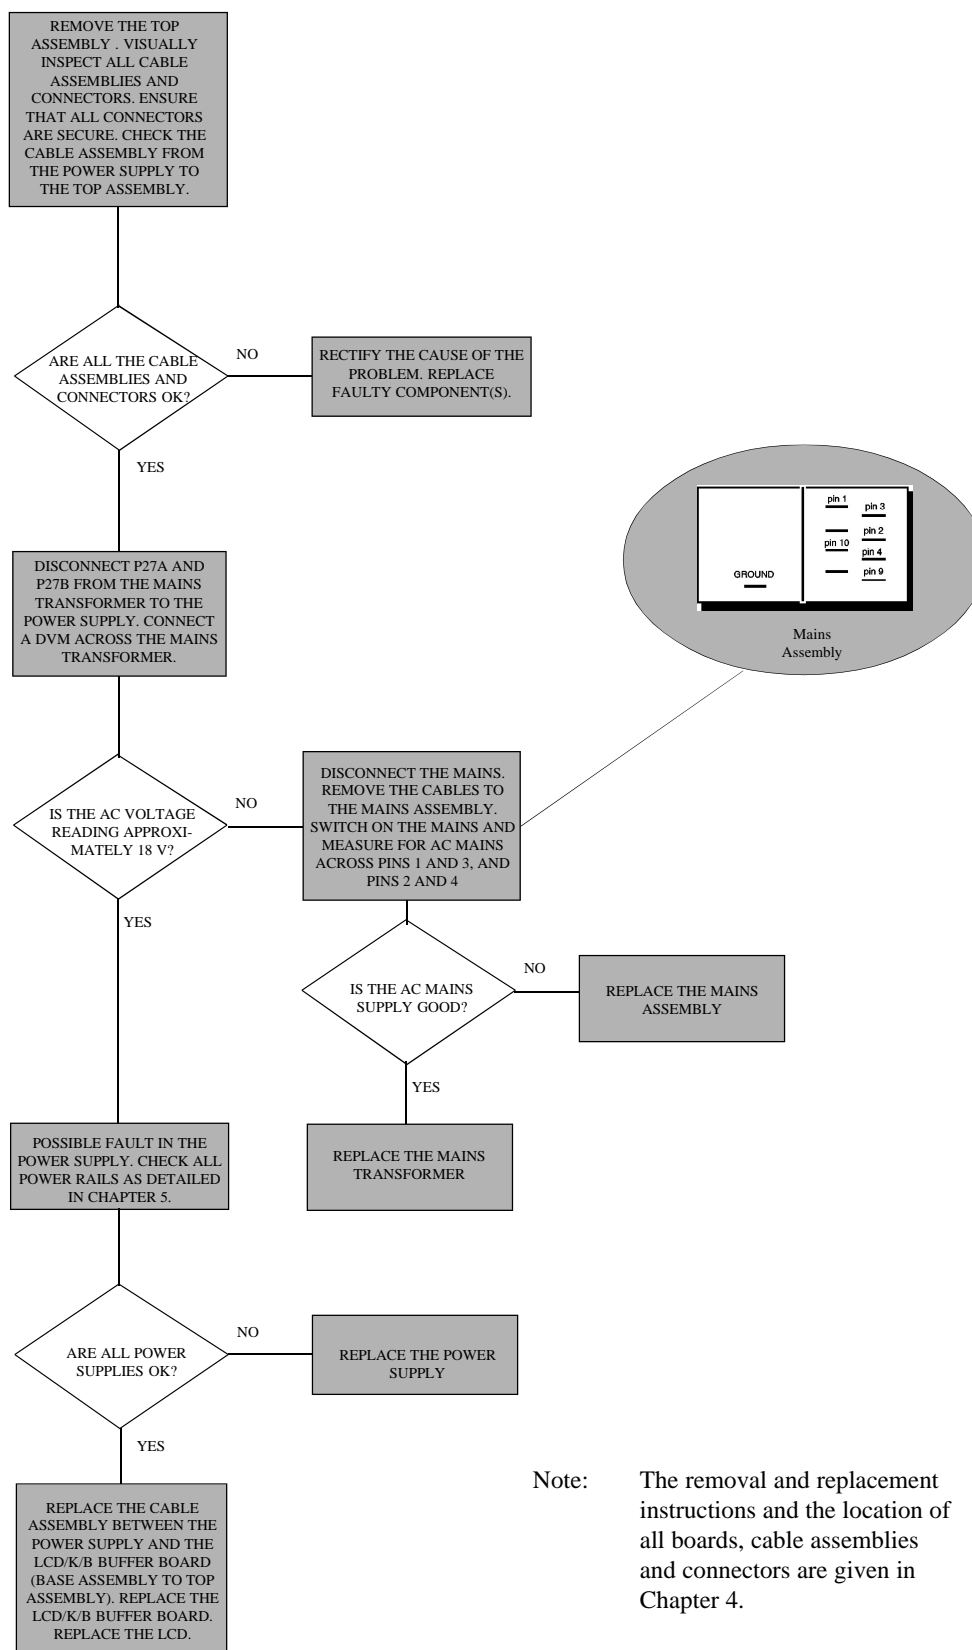 REMOVE THE TOP
ASSEMBLY . VISUALLY
INSPECT ALL CABLE
ASSEMBLIES AND
CONNECTORS. ENSURE
THAT ALL CONNECTORS
ARE SECURE. CHECK THE
CABLE ASSEMBLY FROM
THE POWER SUPPLY TO
THE TOP ASSEMBLY.
ARE ALL THE CABLE
ASSEMBLIES AND
CONNECTORS OK?
NO
RECTIFY THE CAUSE OF THE
PROBLEM. REPLACE
FAULTY COMPONENT(S).
YES
DISCONNECT P27A AND
P27B FROM THE MAINS
TRANSFORMER TO THE
POWER SUPPLY. CONNECT
A DVM ACROSS THE MAINS
TRANSFORMER.
pin 1
pin 3
pin 2
pin 10
pin 4
pin 9
GROUND
Mains
Assembly
IS THE AC VOLTAGE
READING APPROXI-
MATELY 18 V?
NO
DISCONNECT THE MAINS.
REMOVE THE CABLES TO
THE MAINS ASSEMBLY.
SWITCH ON THE MAINS AND
MEASURE FOR AC MAINS
ACROSS PINS 1 AND 3, AND
PINS 2 AND 4
YES
IS THE AC MAINS
SUPPLY GOOD?
NO
REPLACE THE MAINS
ASSEMBLY
YES
REPLACE THE MAINS
TRANSFORMER
POSSIBLE FAULT IN THE
POWER SUPPLY. CHECK ALL
POWER RAILS AS DETAILED
IN CHAPTER 5.
ARE ALL POWER
SUPPLIES OK?
NO
REPLACE THE POWER
SUPPLY
YES
REPLACE THE CABLE
ASSEMBLY BETWEEN THE
POWER SUPPLY AND THE
LCD/K/B BUFFER BOARD
(BASE ASSEMBLY TO TOP
ASSEMBLY). REPLACE THE
LCD/K/B BUFFER BOARD.
REPLACE THE LCD.
Note: The removal and replacement
instructions and the location of
all boards, cable assemblies
and connectors are given in
Chapter 4.